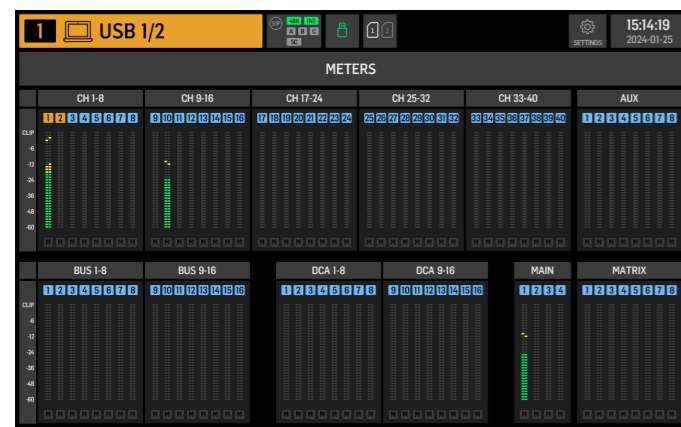 1 USB 1/2
SIP 48K INT
A B C
SC
1 2
SETTINGS
15:14:19
2024-01-25
METERS
CH 1-8 CH 9-16 CH 17-24 CH 25-32 CH 33-40 AUX
1 2 3 4 5 6 7 8 9 10 11 12 13 14 15 16 17 18 19 20 21 22 23 24 25 26 27 28 29 30 31 32 33 34 35 36 37 38 39 40 1 2 3 4 5 6 7 8
CLIP
-6
-12
-24
-36
-48
-60
M M M M M M M M M M M M M M M M M M M M M M M M M M M M M M M M M M M M M M M M M M M M M M M M
BUS 1-8 BUS 9-16 DCA 1-8 DCA 9-16 MAIN MATRIX
1 2 3 4 5 6 7 8 9 10 11 12 13 14 15 16 1 2 3 4 5 6 7 8 9 10 11 12 13 14 15 16 1 2 3 4 1 2 3 4 5 6 7 8
CLIP
-6
-12
-24
-36
-48
-60
M M M M M M M M M M M M M M M M M M M M M M M M M M M M M M M M M M M M M M M M M M M M